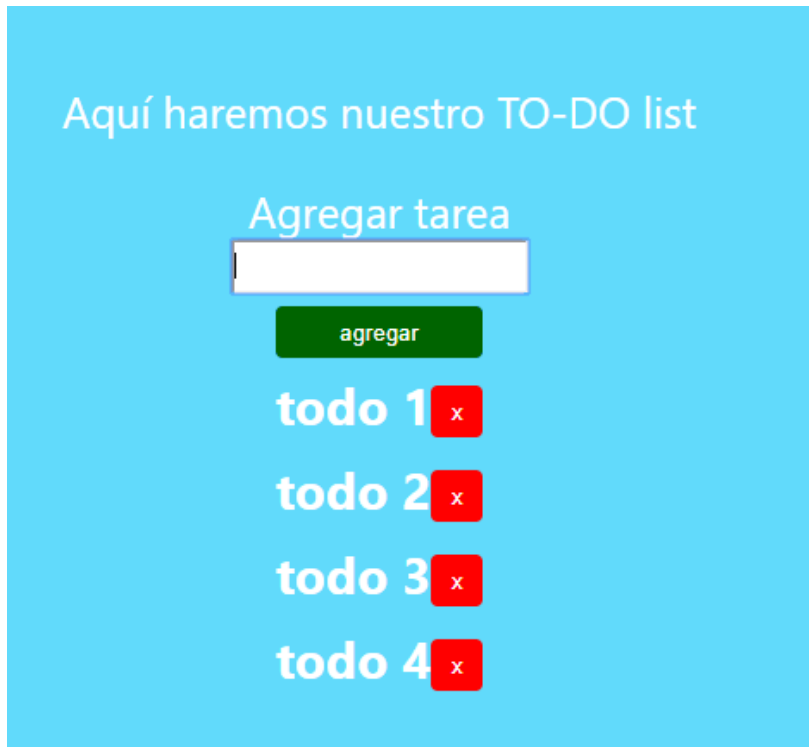 Aquí haremos nuestro TO-DO list
Agregar tarea
agregar
todo 1 x
todo 2 x
todo 3 x
todo 4 x